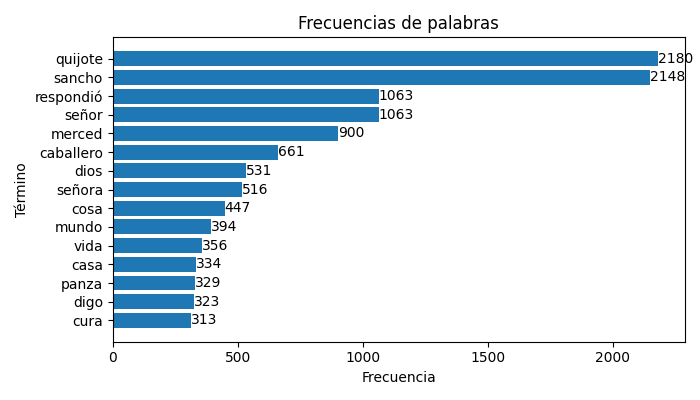 Frecuencias de palabras
Término
quijote 2180
sancho 2148
respondió 1063
señor 1063
merced 900
caballero 661
dios 531
señora 516
cosa 447
mundo 394
vida 356
casa 334
panza 329
digo 323
cura 313
0 500 1000 1500 2000
Frecuencia